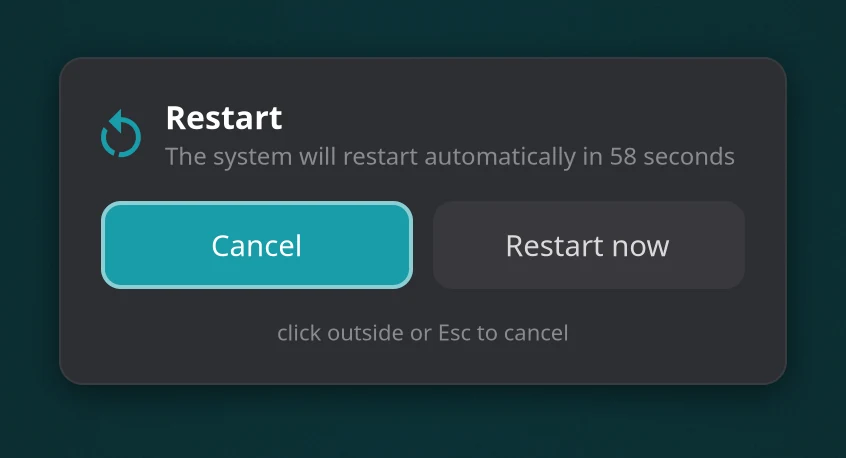 Restart
The system will restart automatically in 58 seconds
Cancel
Restart now
click outside or Esc to cancel